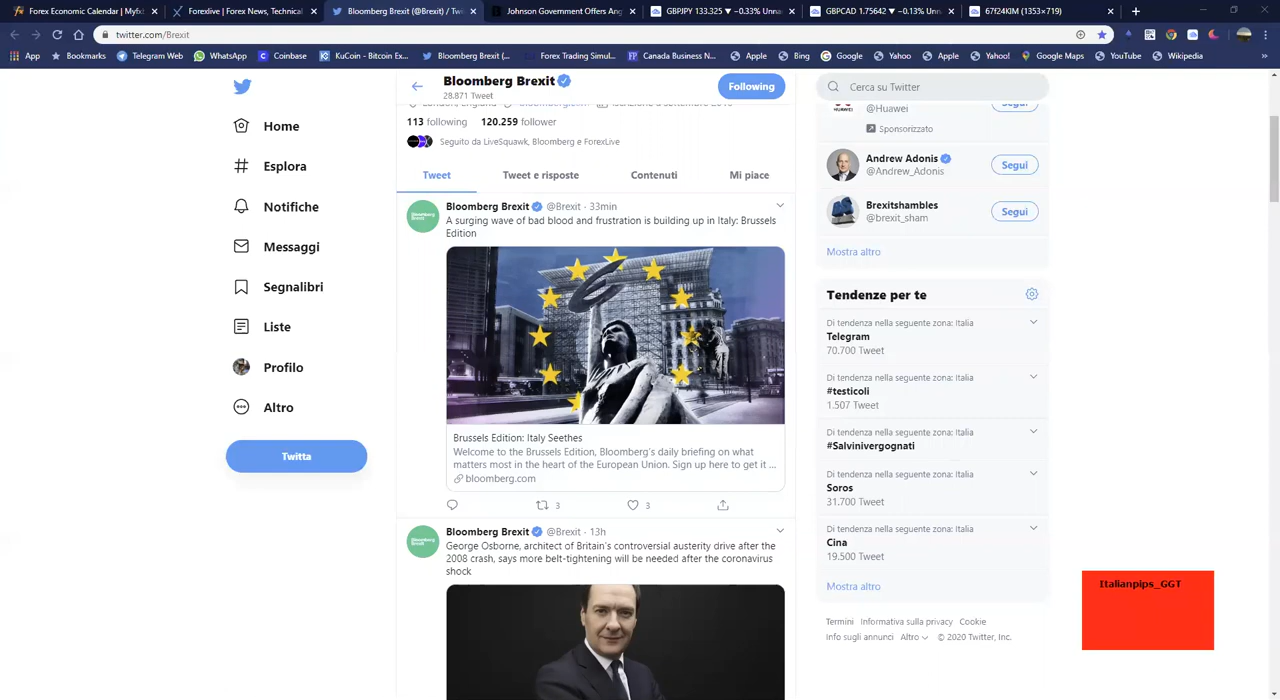 Forex Economic Calendar | Myfx
Forexlive | Forex News, Technical
Bloomberg Brexit (@Brexit) / Twi
Johnson Government Offers Ang
GBPJPY 133.325 ▼ −0.33% Unna
GBPCAD 1.75642 ▼ −0.13% Unn
67f24KIM (1353×719)
twitter.com/Brexit
App
Bookmarks
Telegram Web
WhatsApp
Coinbase
KuCoin - Bitcoin Ex...
Bloomberg Brexit (...
Forex Trading Simul...
Canada Business N...
Apple
Bing
Google
Yahoo
Apple
Yahoo!
Google Maps
YouTube
Wikipedia
Home
Esplora
Notifiche
Messaggi
Segnalibri
Liste
Profilo
Altro
Twitta
Bloomberg Brexit
28.871 Tweet
Following
113 following 120.259 follower
Seguito da LiveSquawk, Bloomberg e ForexLive
Tweet
Tweet e risposte
Contenuti
Mi piace
Bloomberg Brexit @Brexit · 33min
A surging wave of bad blood and frustration is building up in Italy: Brussels
Edition
Brussels Edition: Italy Seethes
Welcome to the Brussels Edition, Bloomberg's daily briefing on what
matters most in the heart of the European Union. Sign up here to get it ...
bloomberg.com
3
3
Bloomberg Brexit @Brexit · 13h
George Osborne, architect of Britain's controversial austerity drive after the
2008 crash, says more belt-tightening will be needed after the coronavirus
shock
Cerca su Twitter
@Huawei
Sponsorizzato
Andrew Adonis
@Andrew_Adonis
Segui
Brexitshambles
@brexit_sham
Segui
Mostra altro
Tendenze per te
Di tendenza nella seguente zona: Italia
Telegram
70.700 Tweet
Di tendenza nella seguente zona: Italia
#testicoli
1.507 Tweet
Di tendenza nella seguente zona: Italia
#Salvinivergognati
Di tendenza nella seguente zona: Italia
Soros
31.700 Tweet
Di tendenza nella seguente zona: Italia
Cina
19.500 Tweet
Mostra altro
Termini Informativa sulla privacy Cookie
Info sugli annunci Altro © 2020 Twitter, Inc.
Italianpips_GGT